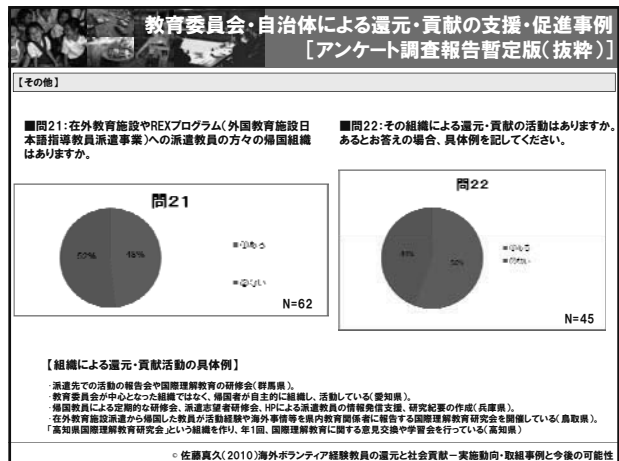 教育委員会・自治体による還元・貢献の支援・促進事例
[アンケート調査報告暫定版(抜粋)]
【その他】
■問21:在外教育施設やREXプログラム(外国教育施設日
本語指導教員派遣事業)への派遣教員の方々の帰国組織
はありますか。
■問22:その組織による還元・貢献の活動はありますか。
あるとお答えの場合、具体例を記してください。
問21
52%
48%
■①ある
■②ない
N=62
問22
■①ある
■②ない
N=45
【組織による還元・貢献活動の具体例】
・派遣先での活動の報告会や国際理解教育の研修会(群馬県)。
・教育委員会が中心となった組織ではなく、帰国者が自主的に組織し、活動している(愛知県)。
・帰国教員による定期的な研修会、派遣志望者研修会、HPによる派遣教員の情報発信支援、研究紀要の作成(兵庫県)。
・在外教育施設派遣から帰国した教員が活動経験や海外事情等を県内教育関係者に報告する国際理解教育研究会を開催している(鳥取県)。
「高知県国際理解教育研究会」という組織を作り、年1回、国際理解教育に関する意見交換や学習会を行っている(高知県)
○ 佐藤真久(2010)海外ボランティア経験教員の還元と社会貢献-実施動向・取組事例と今後の可能性